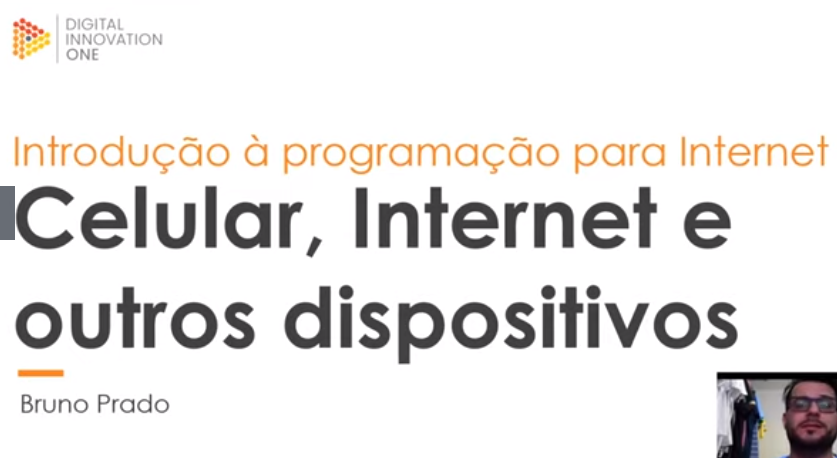 DIGITAL
INNOVATION
ONE
Introdução à programação para Internet
Celular, Internet e
outros dispositivos
Bruno Prado